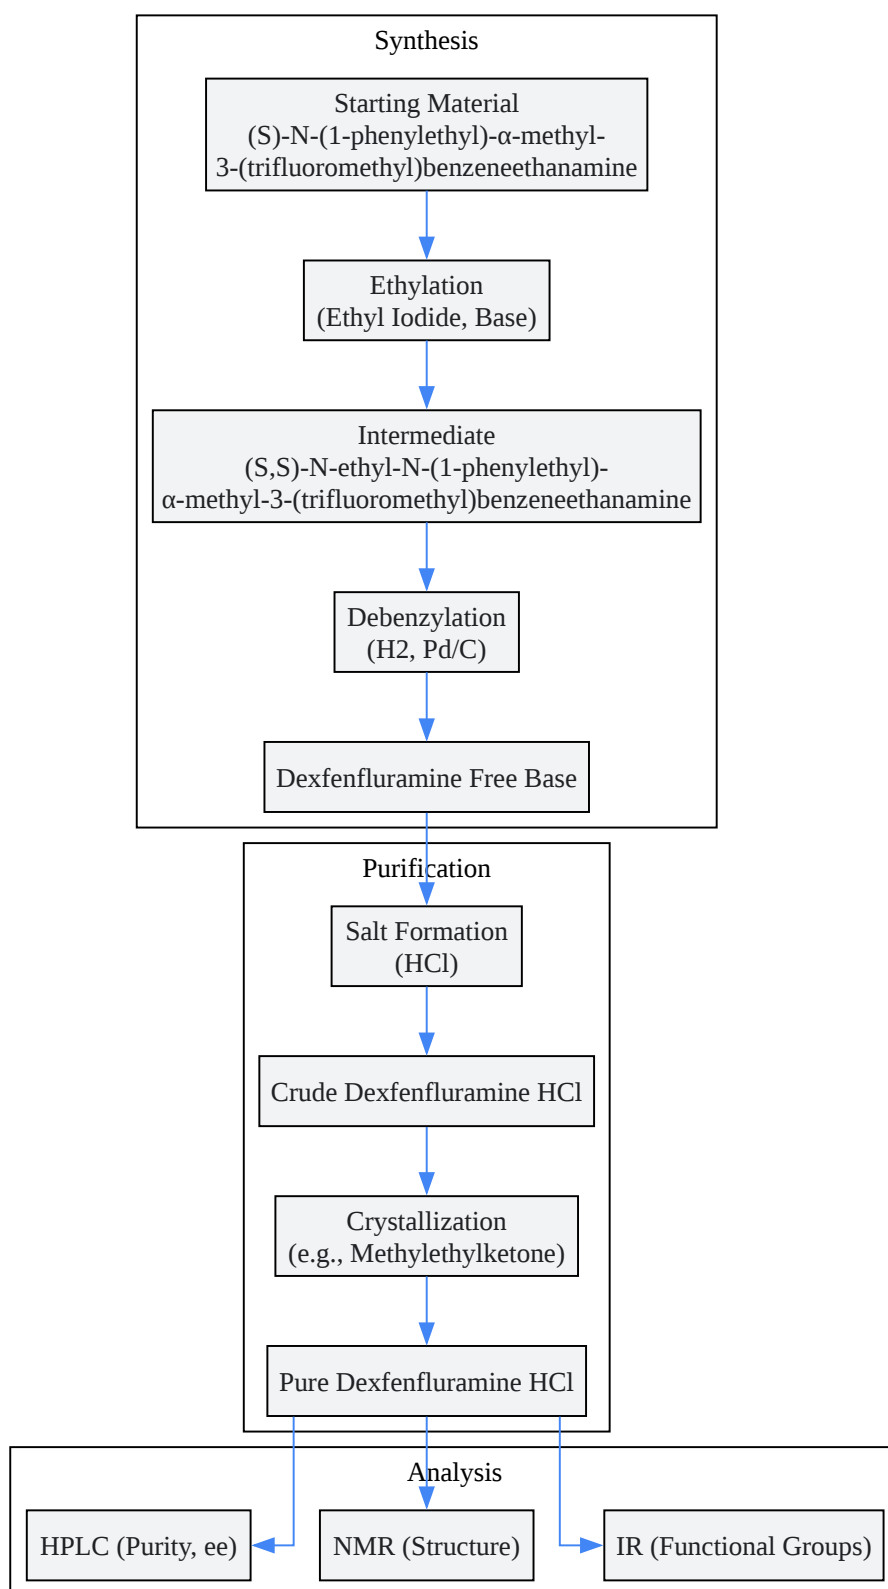 Synthesis
Starting Material
(S)-N-(1-phenylethyl)-α-methyl-
3-(trifluoromethyl)benzeneethanamine
Ethylation
(Ethyl Iodide, Base)
Intermediate
(S,S)-N-ethyl-N-(1-phenylethyl)-
α-methyl-3-(trifluoromethyl)benzeneethanamine
Debenzylation
(H2, Pd/C)
Dexfenfluramine Free Base
Purification
Salt Formation
(HCl)
Crude Dexfenfluramine HCl
Crystallization
(e.g., Methylethylketone)
Pure Dexfenfluramine HCl
Analysis
HPLC (Purity, ee)
NMR (Structure)
IR (Functional Groups)